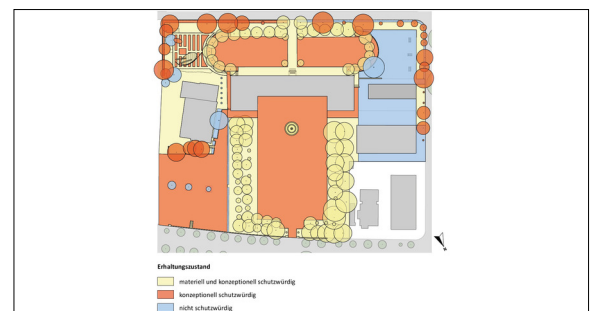 Erhaltungszustand
materiell und konzeptionell schutzwürdig
konzeptionell schutzwürdig
nicht schutzwürdig